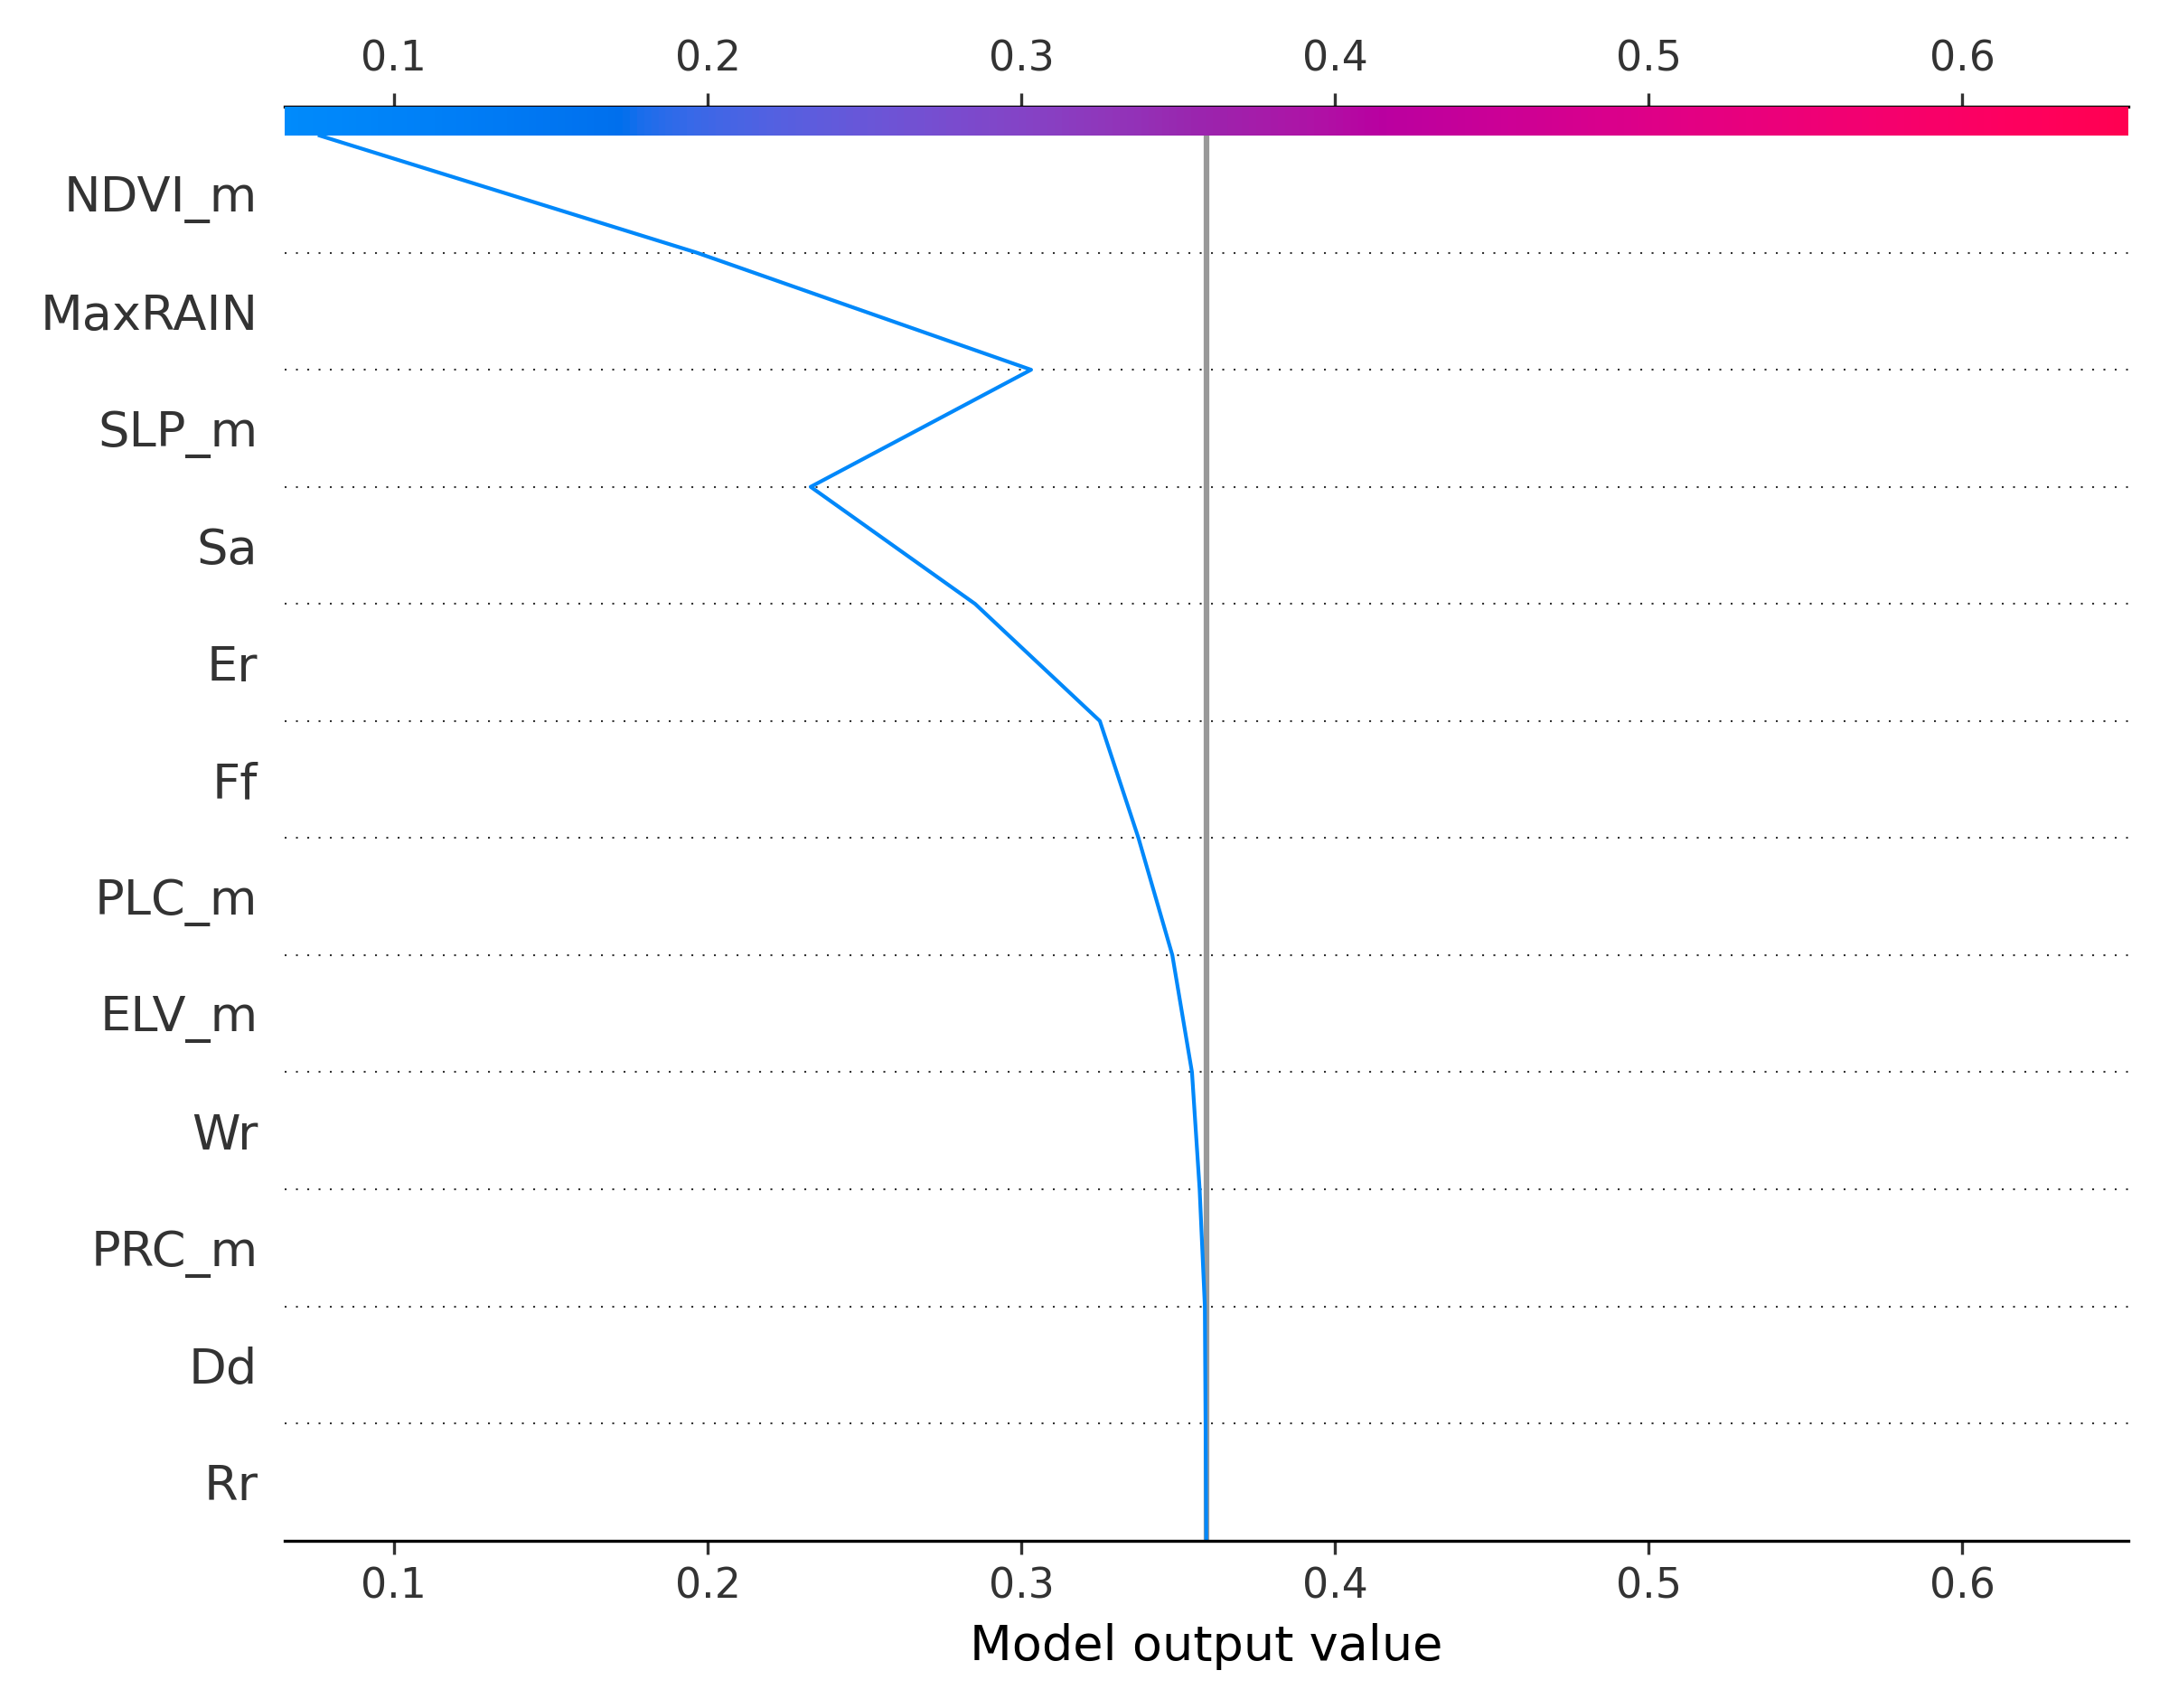 0.1 0.2 0.3 0.4 0.5 0.6
NDVI_m
MaxRAIN
SLP_m
Sa
Er
Ff
PLC_m
ELV_m
Wr
PRC_m
Dd
Rr
0.1 0.2 0.3 0.4 0.5 0.6
Model output value